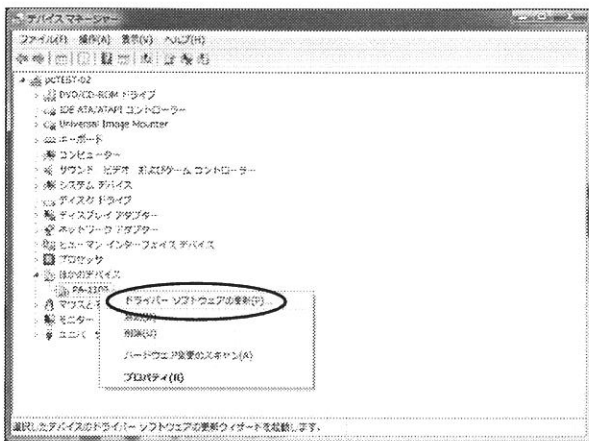 デバイス マネージャー
ファイル(F) 操作(A) 表示(V) ヘルプ(H)
pcTEST-02
DVD/CD-ROM ドライブ
IDE ATA/ATAPI コントローラー
Universal Image Mounter
キーボード
コンピューター
サウンド、ビデオ、およびゲーム コントローラー
システム デバイス
ディスク ドライブ
ディスプレイ アダプター
ネットワーク アダプター
ヒューマン インターフェイス デバイス
プロセッサ
ほかのデバイス
ドライバー ソフトウェアの更新(P)...
マウスと
モニター
削除(U)
ハードウェア変更のスキャン(A)
プロパティ(R)
選択したデバイスのドライバー ソフトウェアの更新ウィザードを起動します。